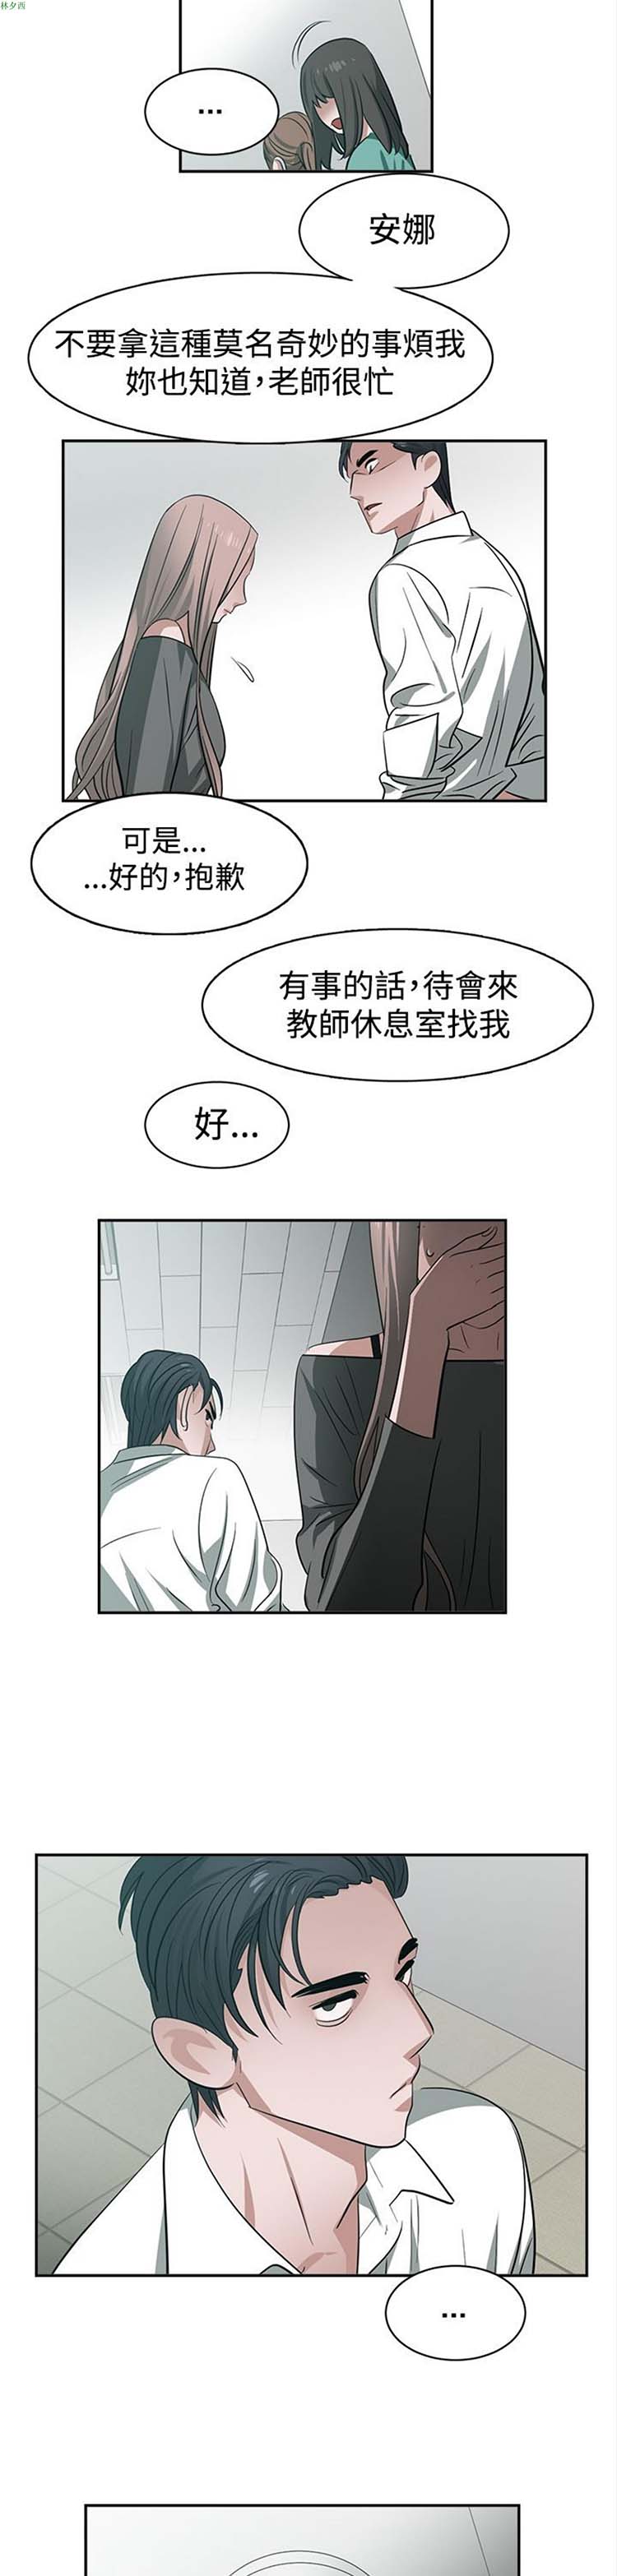 林夕西
...
安娜
不要拿這種莫名奇妙的事煩我
妳也知道，老師很忙
可是...
...好的，抱歉
有事的話，待會來
教師休息室找我
好...
...